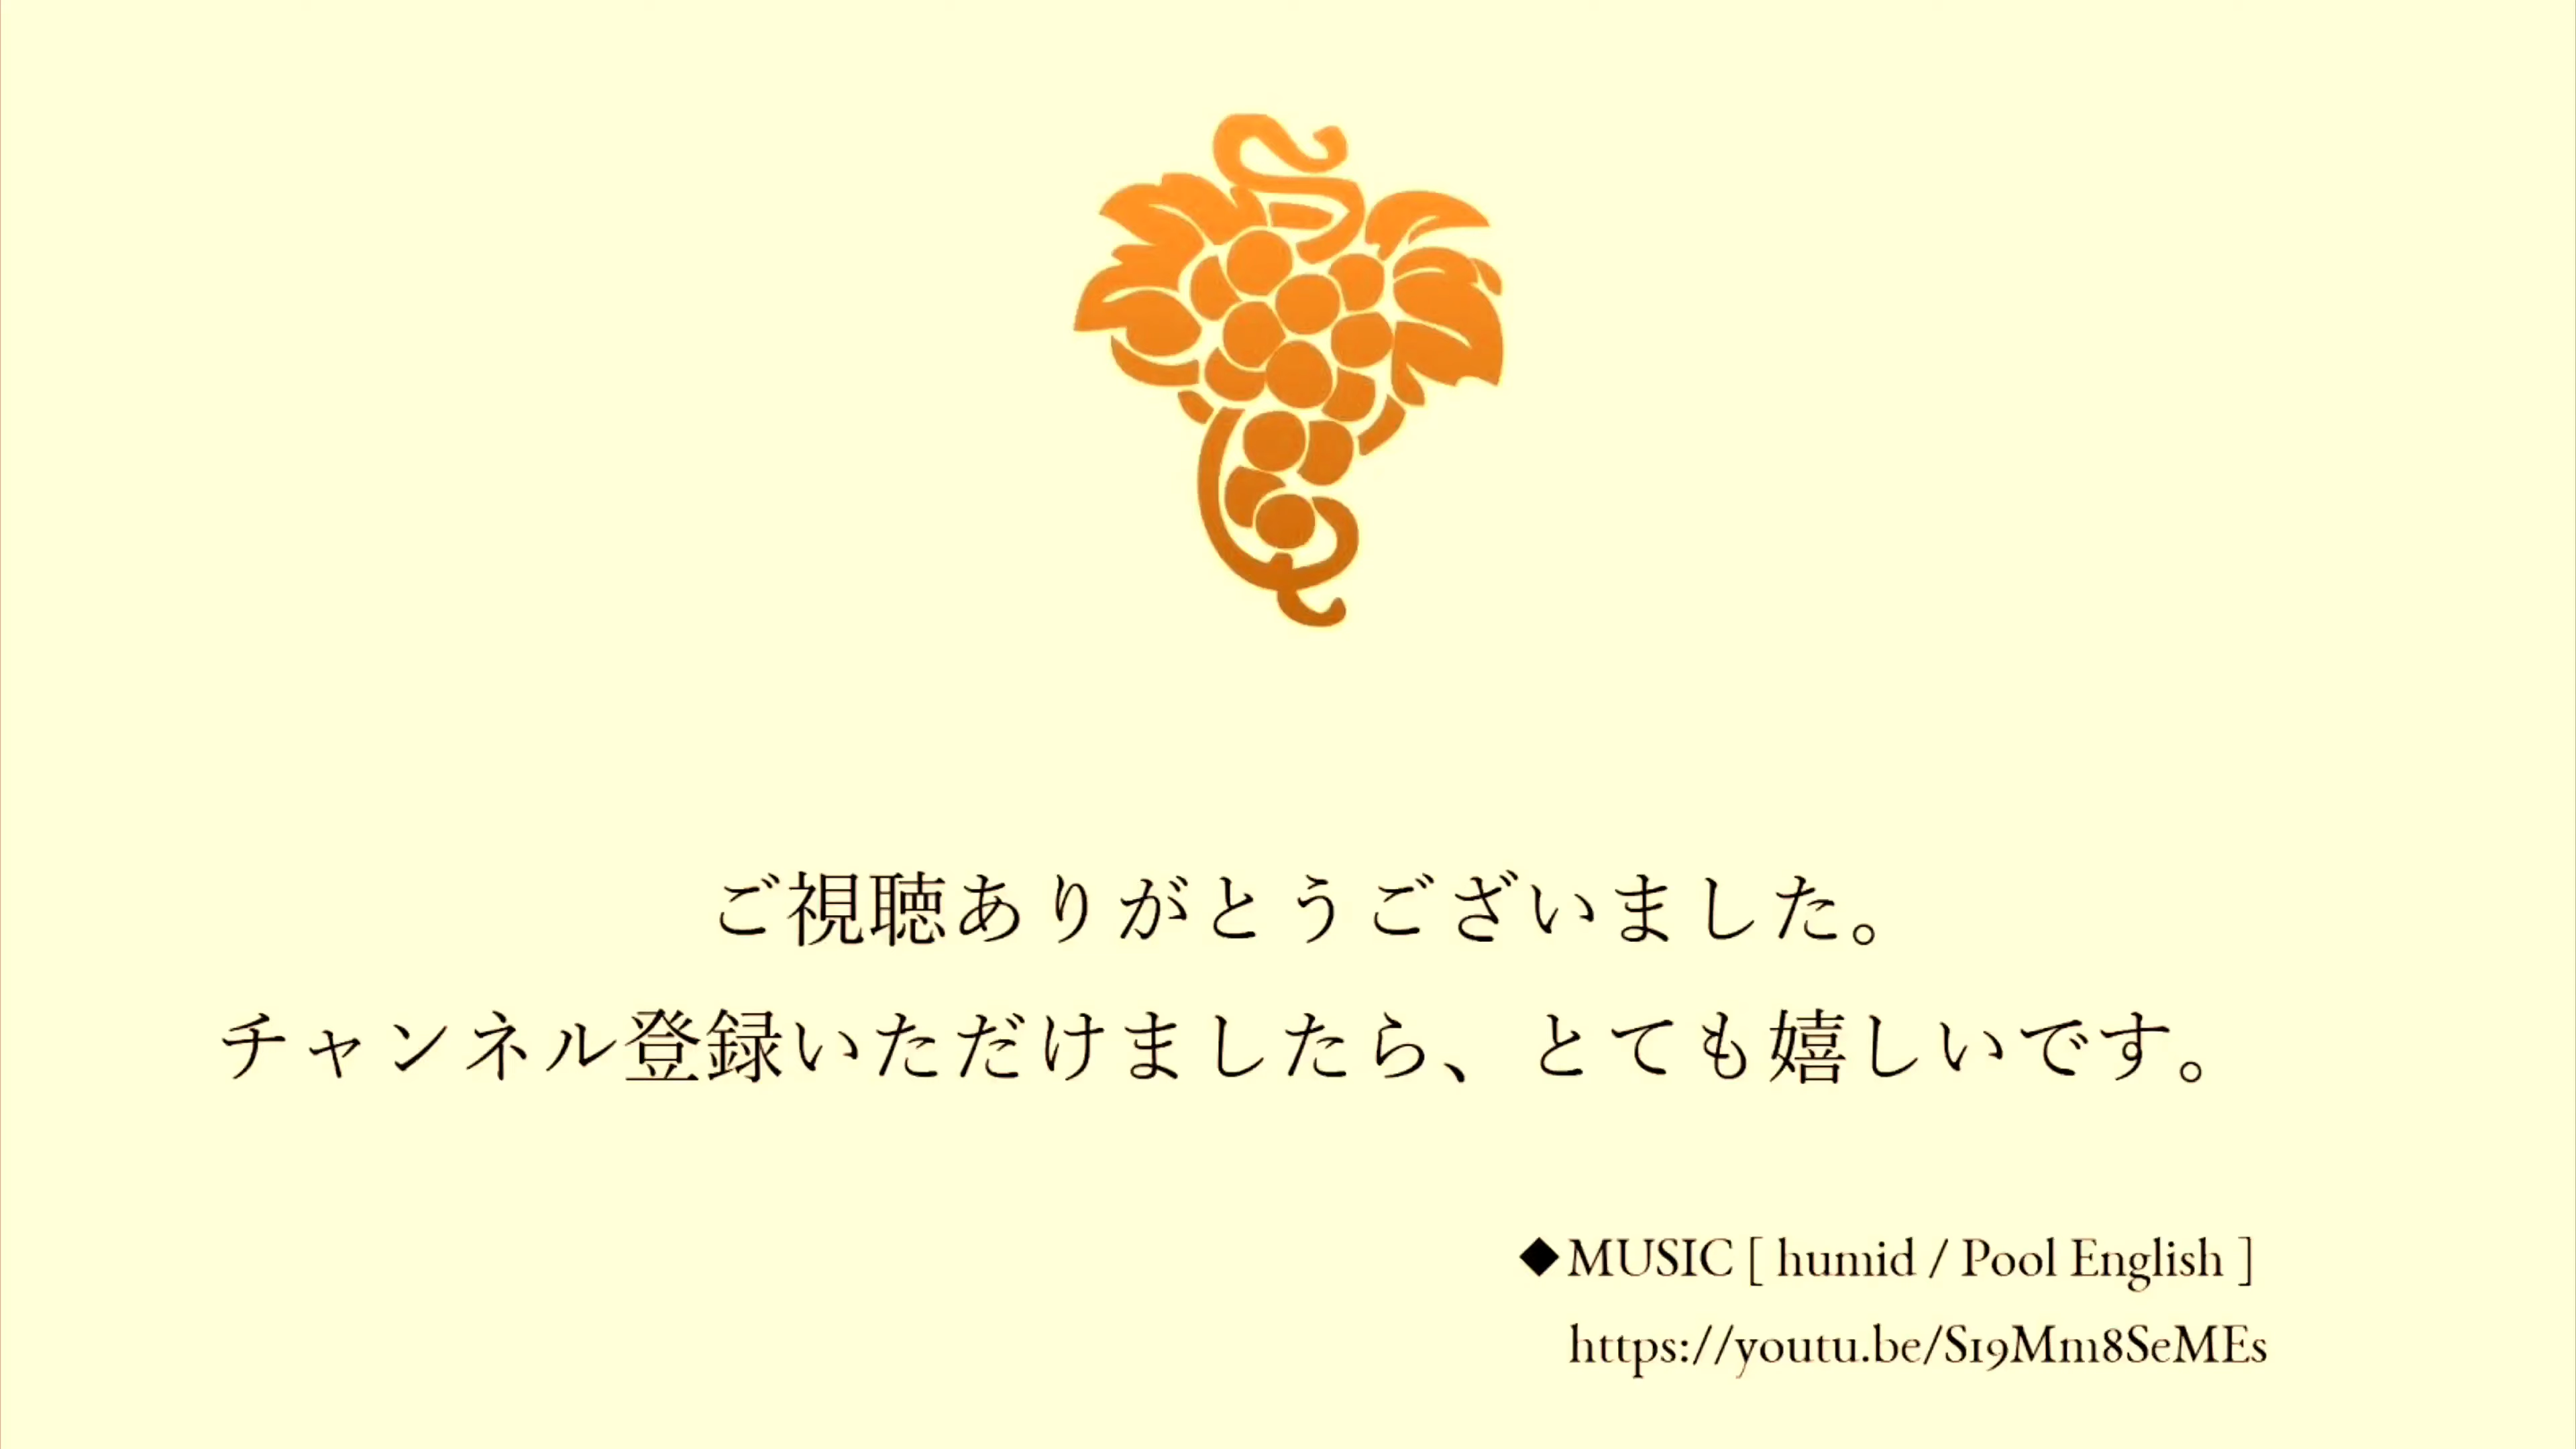 ご視聴ありがとうございました。
チャンネル登録いただけましたら、とても嬉しいです。
◆MUSIC [ humid / Pool English ]
https://youtu.be/S19Mm8SeMEs